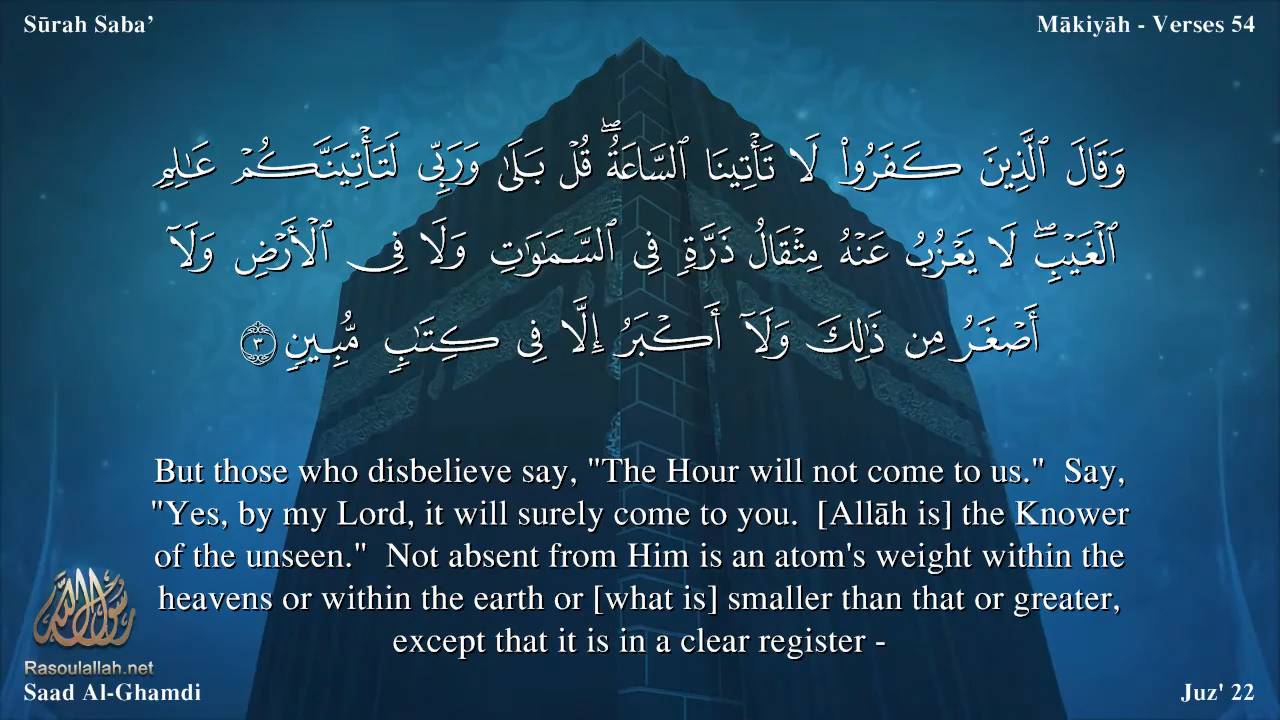 Sūrah Saba’
Mākiyāh - Verses 54
وَقَالَ ٱلَّذِينَ كَفَرُوا۟ لَا تَأْتِينَا ٱلسَّاعَةُ ۖ قُلْ بَلَىٰ وَرَبِّى لَتَأْتِيَنَّكُمْ عَـٰلِمِ
ٱلْغَيْبِ ۖ لَا يَعْزُبُ عَنْهُ مِثْقَالُ ذَرَّةٍ فِى ٱلسَّمَـٰوَٰتِ وَلَا فِى ٱلْأَرْضِ وَلَآ
أَصْغَرُ مِن ذَٰلِكَ وَلَآ أَكْبَرُ إِلَّا فِى كِتَـٰبٍ مُّبِينٍ ٣
But those who disbelieve say, "The Hour will not come to us."  Say,
"Yes, by my Lord, it will surely come to you.  [Allāh is] the Knower
of the unseen."  Not absent from Him is an atom's weight within the
heavens or within the earth or [what is] smaller than that or greater,
except that it is in a clear register -
رسول الله
Rasoulallah.net
Saad Al-Ghamdi
Juz' 22